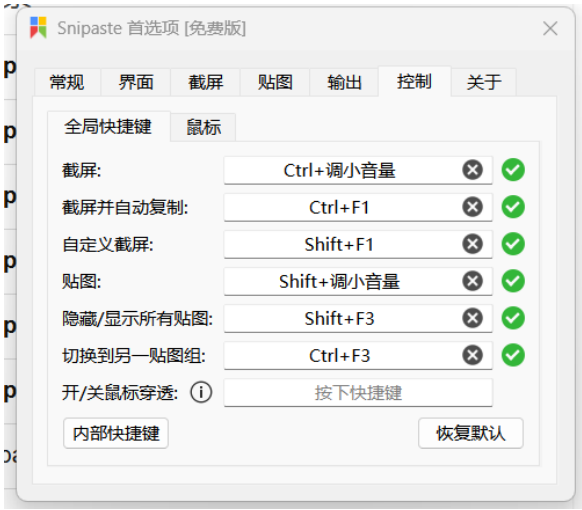 Snipaste 首选项 [免费版]
常规 界面 截屏 贴图 输出 控制 关于
全局快捷键 鼠标
截屏: Ctrl+调小音量
截屏并自动复制: Ctrl+F1
自定义截屏: Shift+F1
贴图: Shift+调小音量
隐藏/显示所有贴图: Shift+F3
切换到另一贴图组: Ctrl+F3
开/关鼠标穿透: 按下快捷键
内部快捷键 恢复默认